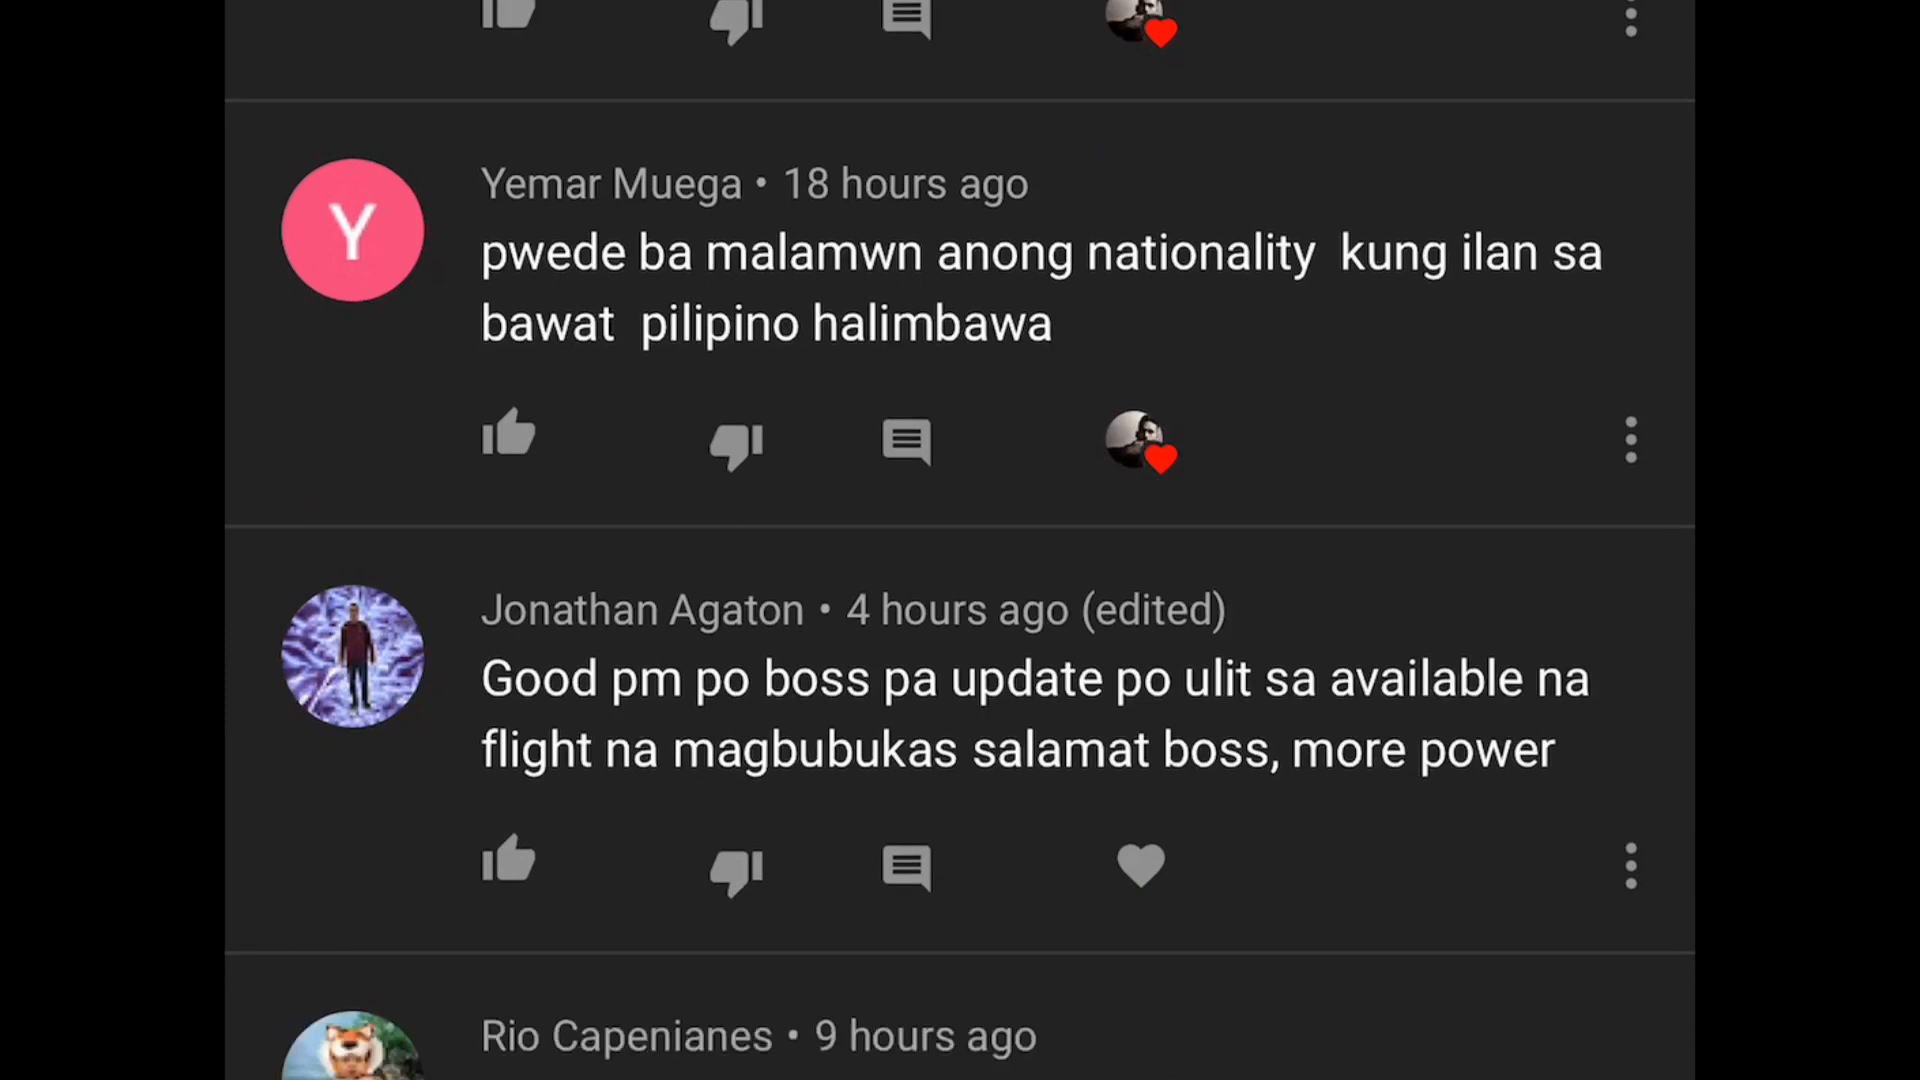 Yemar Muega • 18 hours ago
Y
pwede ba malamwn anong nationality  kung ilan sa
bawat  pilipino halimbawa
Jonathan Agaton • 4 hours ago (edited)
Good pm po boss pa update po ulit sa available na
flight na magbubukas salamat boss, more power
Rio Capenianes • 9 hours ago